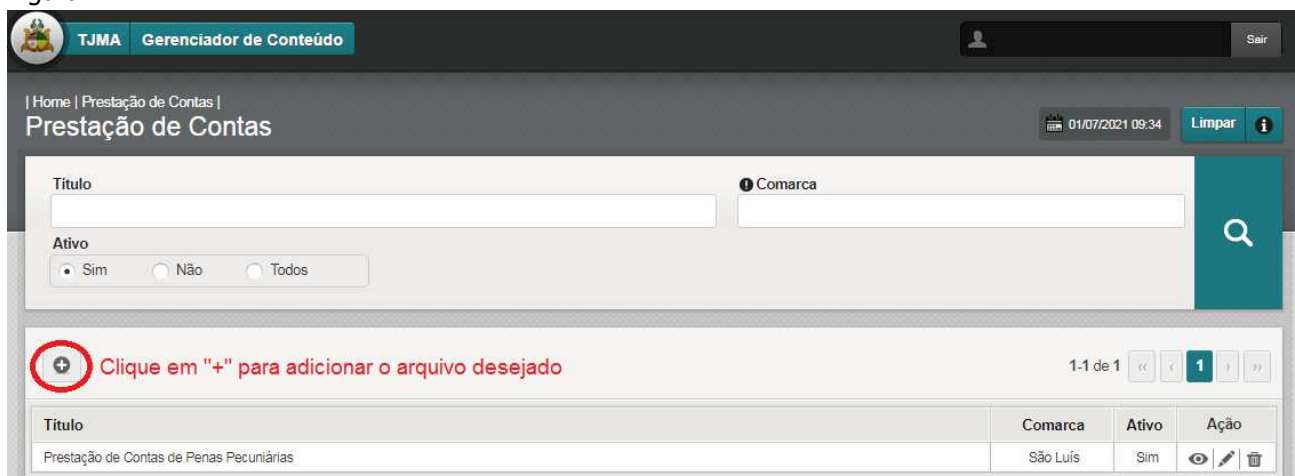 TJMA Gerenciador de Conteúdo
Sair
| Home | Prestação de Contas |
Prestação de Contas
01/07/2021 09:34 Limpar
Título
Comarca
Ativo
Sim Não Todos
Clique em "+" para adicionar o arquivo desejado
1-1 de 1 « ‹ 1 › »
Título Comarca Ativo Ação
Prestação de Contas de Penas Pecuniárias São Luís Sim